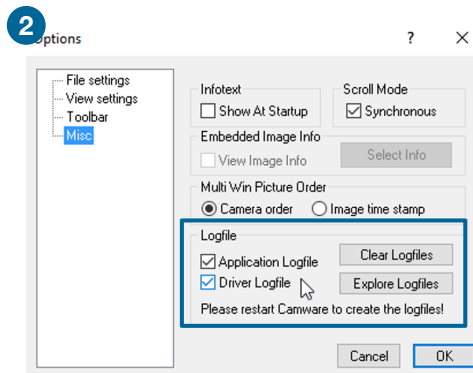 2
Options ?
File settings
View settings
Toolbar
Misc
Infotext
Show At Startup
Scroll Mode
Synchronous
Embedded Image Info
View Image Info
Select Info
Multi Win Picture Order
Camera order
Image time stamp
Logfile
Application Logfile
Clear Logfiles
Driver Logfile
Explore Logfiles
Please restart Camware to create the logfiles!
Cancel
OK